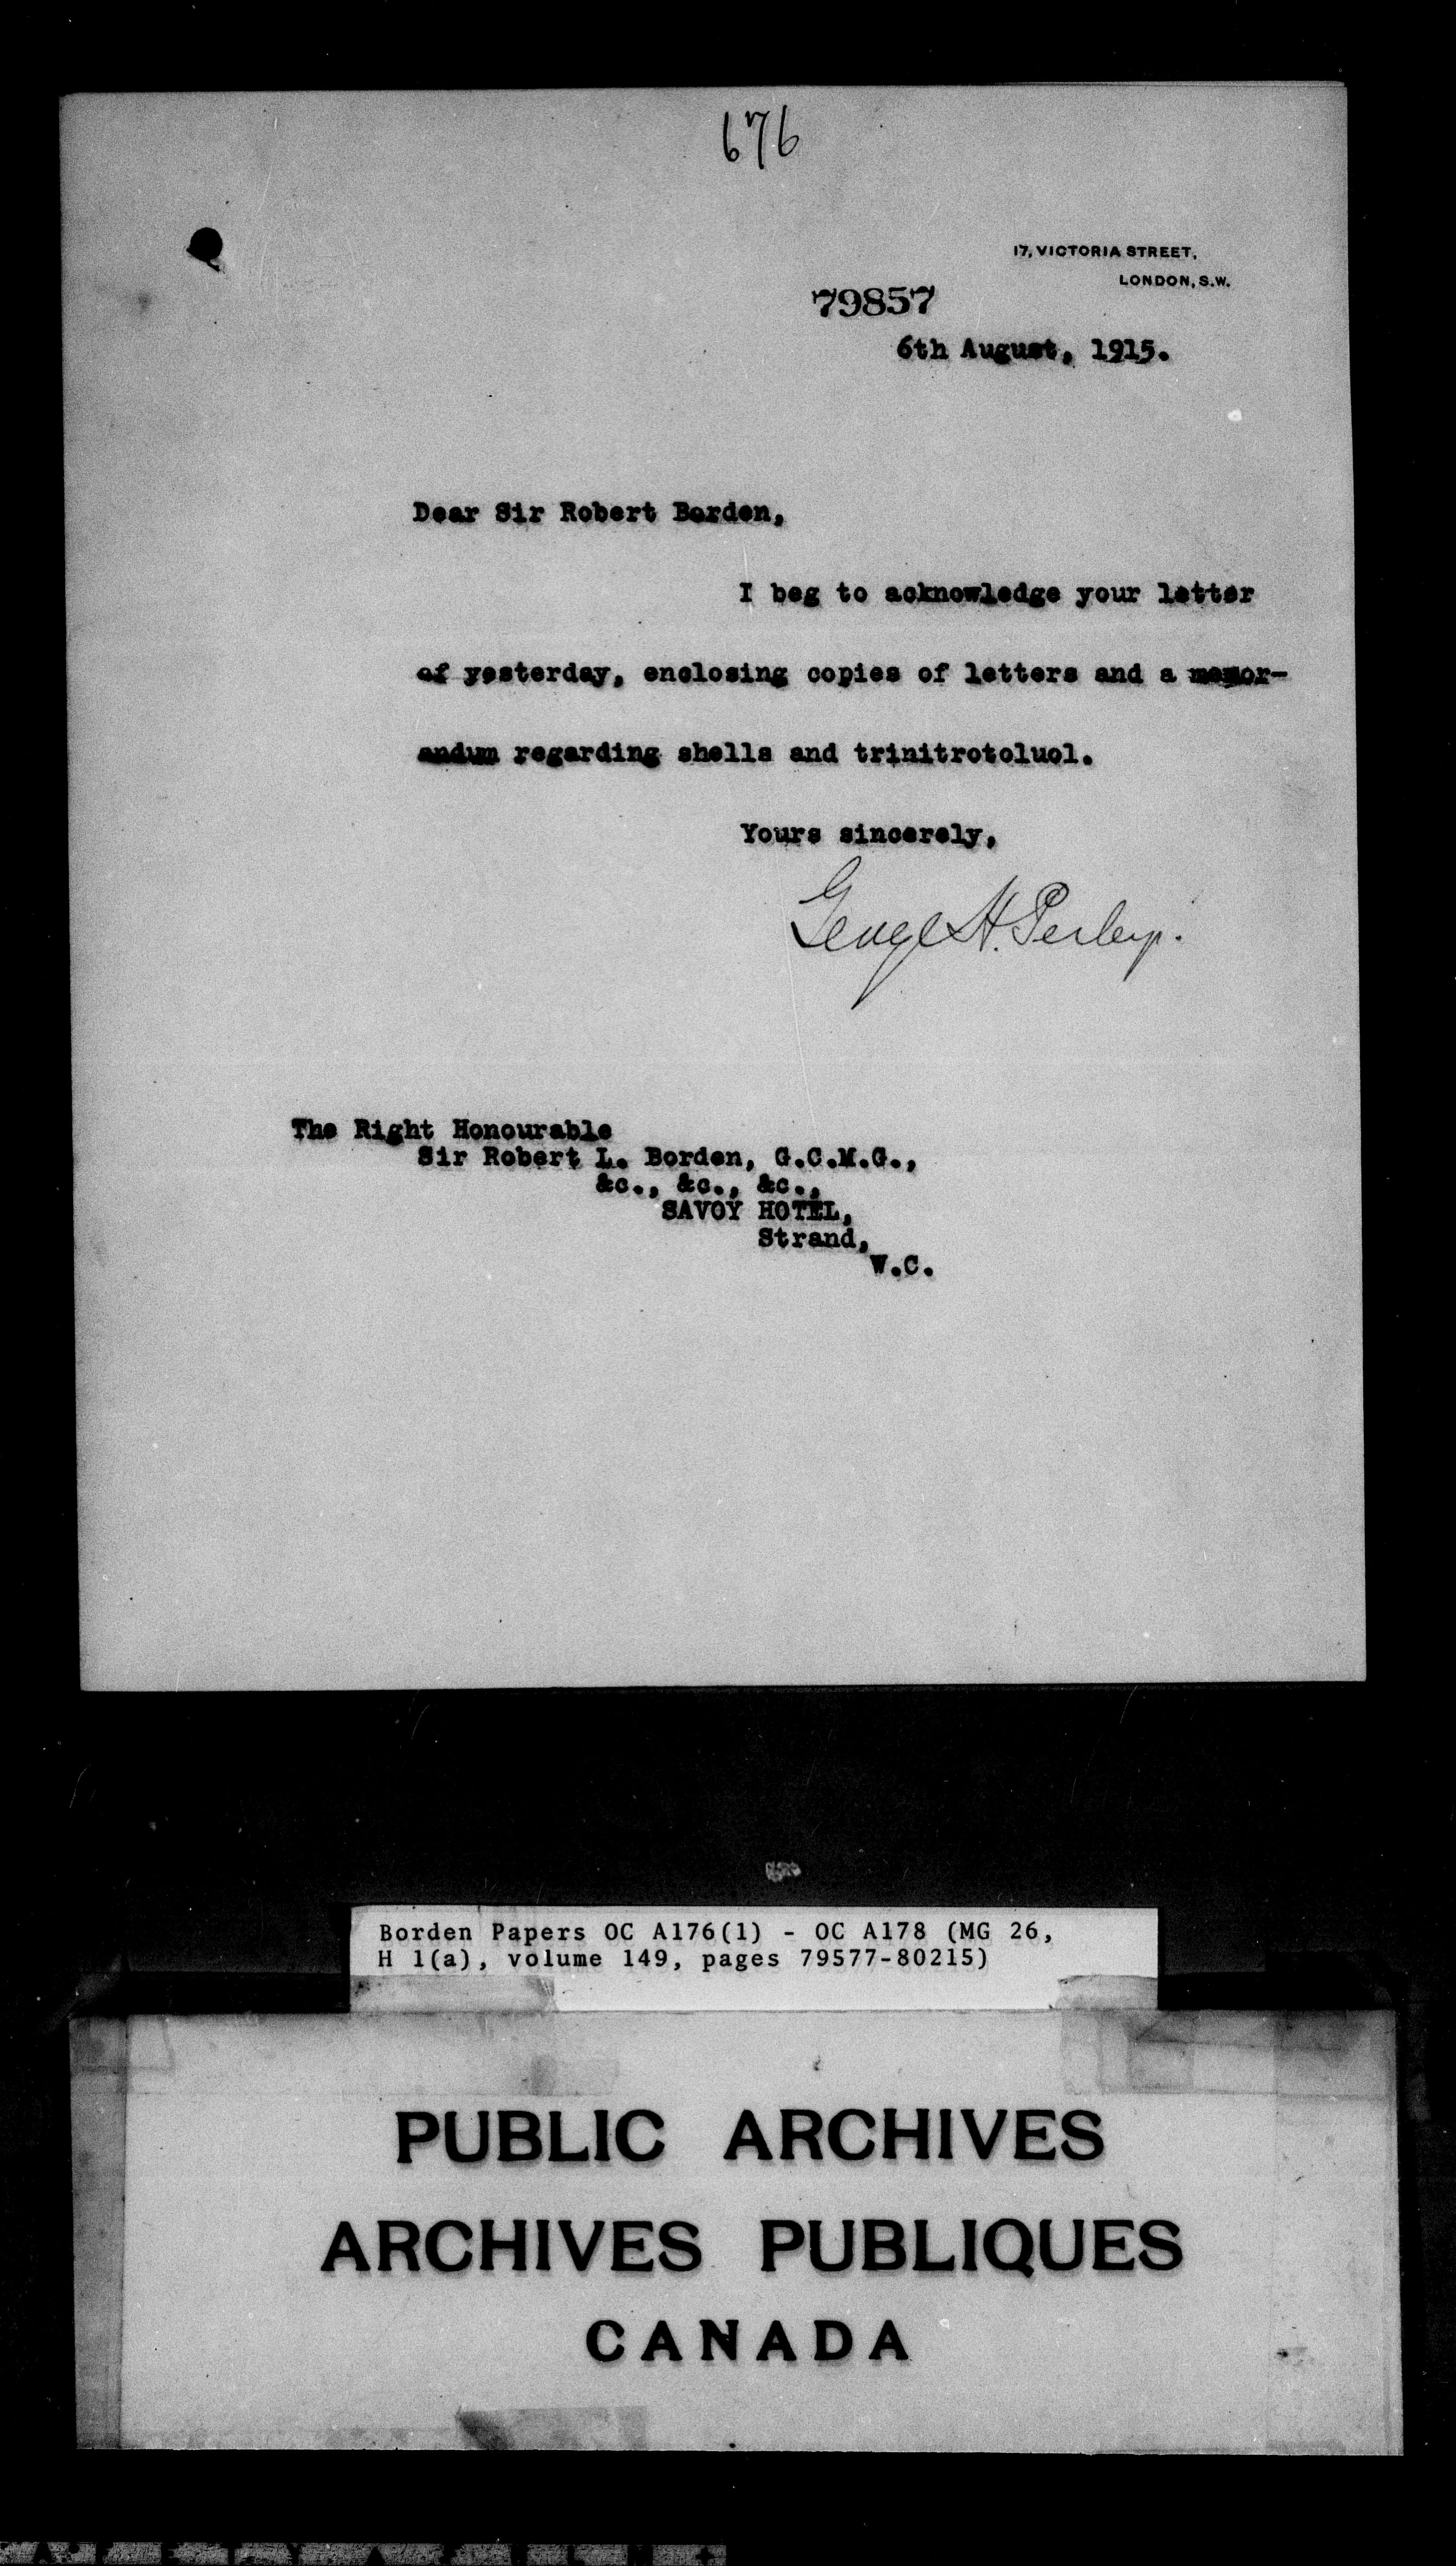 676
17, VICTORIA STREET,
LONDON, S.W.
79857
6th August, 1915.
Dear Sir Robert Borden,
I beg to acknowledge your letter
of yesterday, enclosing copies of letters and a memor-
andum regarding shells and trinitrotoluol.
Yours sincerely,
George H. Perley.
The Right Honourable
Sir Robert L. Borden, G.C.M.G.,
&c., &c., &c.,
SAVOY HOTEL,
Strand,
W.C.
Borden Papers OC A176(1) - OC A178 (MG 26,
H 1(a), volume 149, pages 79577-80215)
PUBLIC ARCHIVES
ARCHIVES PUBLIQUES
CANADA